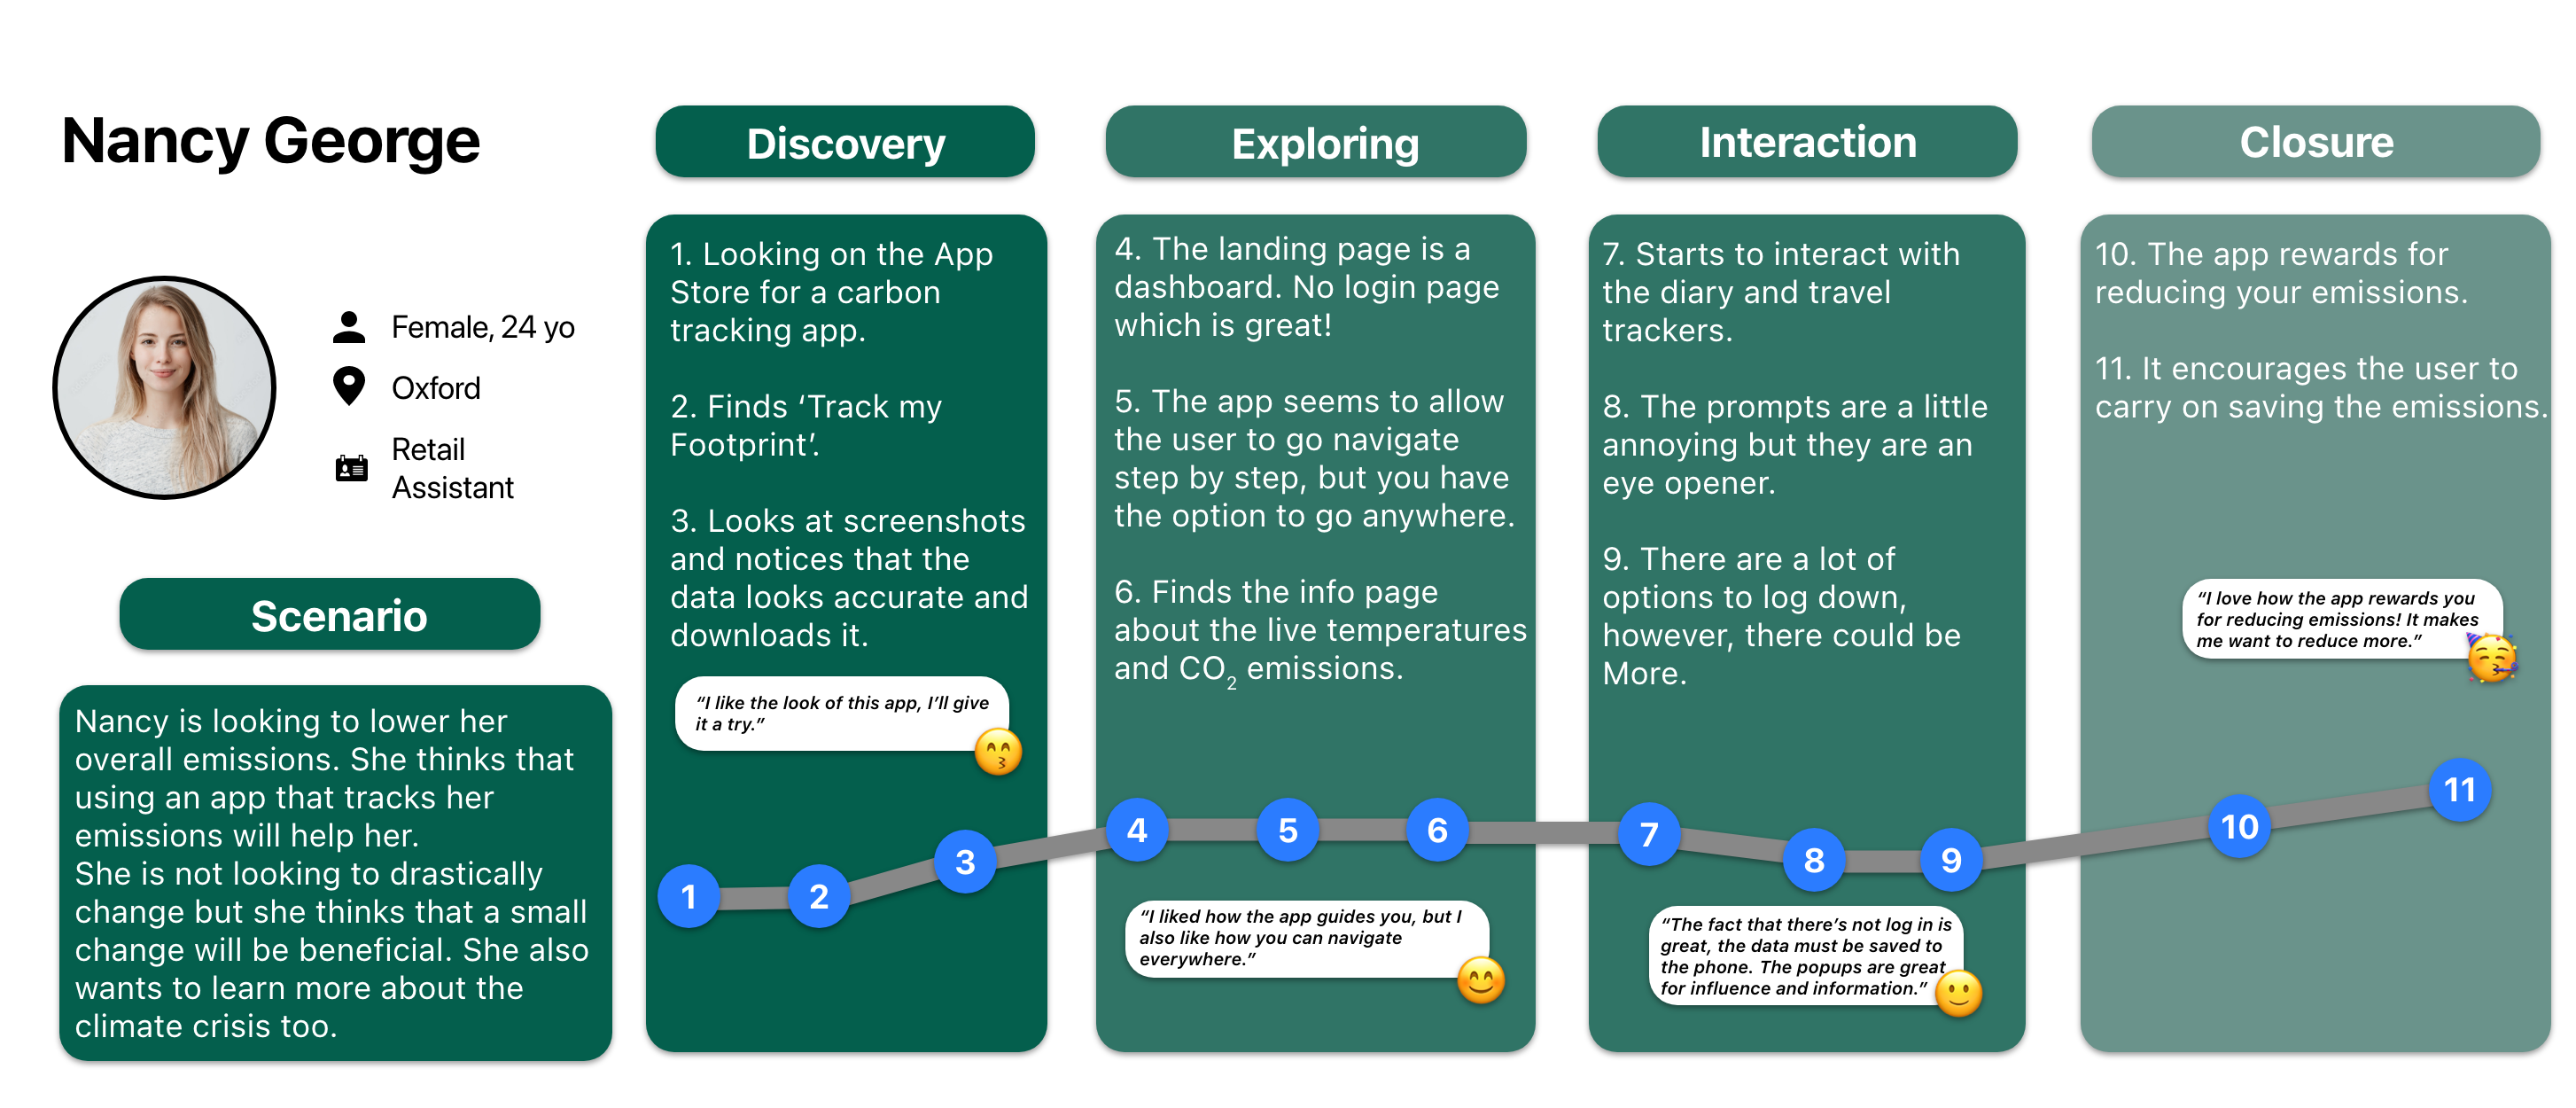 Nancy George
Female, 24 yo
Oxford
Retail
Assistant
Scenario
Nancy is looking to lower her
overall emissions. She thinks that
using an app that tracks her
emissions will help her.
She is not looking to drastically
change but she thinks that a small
change will be beneficial. She also
wants to learn more about the
climate crisis too.
Discovery
1. Looking on the App
Store for a carbon
tracking app.
2. Finds ‘Track my
Footprint’.
3. Looks at screenshots
and notices that the
data looks accurate and
downloads it.
“I like the look of this app, I’ll give
it a try.”
1
2
3
Exploring
4. The landing page is a
dashboard. No login page
which is great!
5. The app seems to allow
the user to go navigate
step by step, but you have
the option to go anywhere.
6. Finds the info page
about the live temperatures
and CO₂ emissions.
4
5
6
“I liked how the app guides you, but I
also like how you can navigate
everywhere.”
Interaction
7. Starts to interact with
the diary and travel
trackers.
8. The prompts are a little
annoying but they are an
eye opener.
9. There are a lot of
options to log down,
however, there could be
More.
7
8
9
“The fact that there’s not log in is
great, the data must be saved to
the phone. The popups are great
for influence and information.”
Closure
10. The app rewards for
reducing your emissions.
11. It encourages the user to
carry on saving the emissions.
“I love how the app rewards you
for reducing emissions! It makes
me want to reduce more.”
10
11